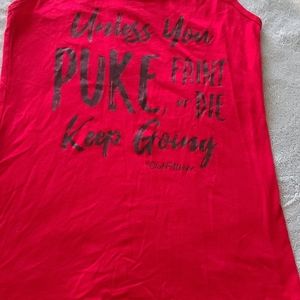 Unless You
PUKE, FAINT
or DIE
Keep Going